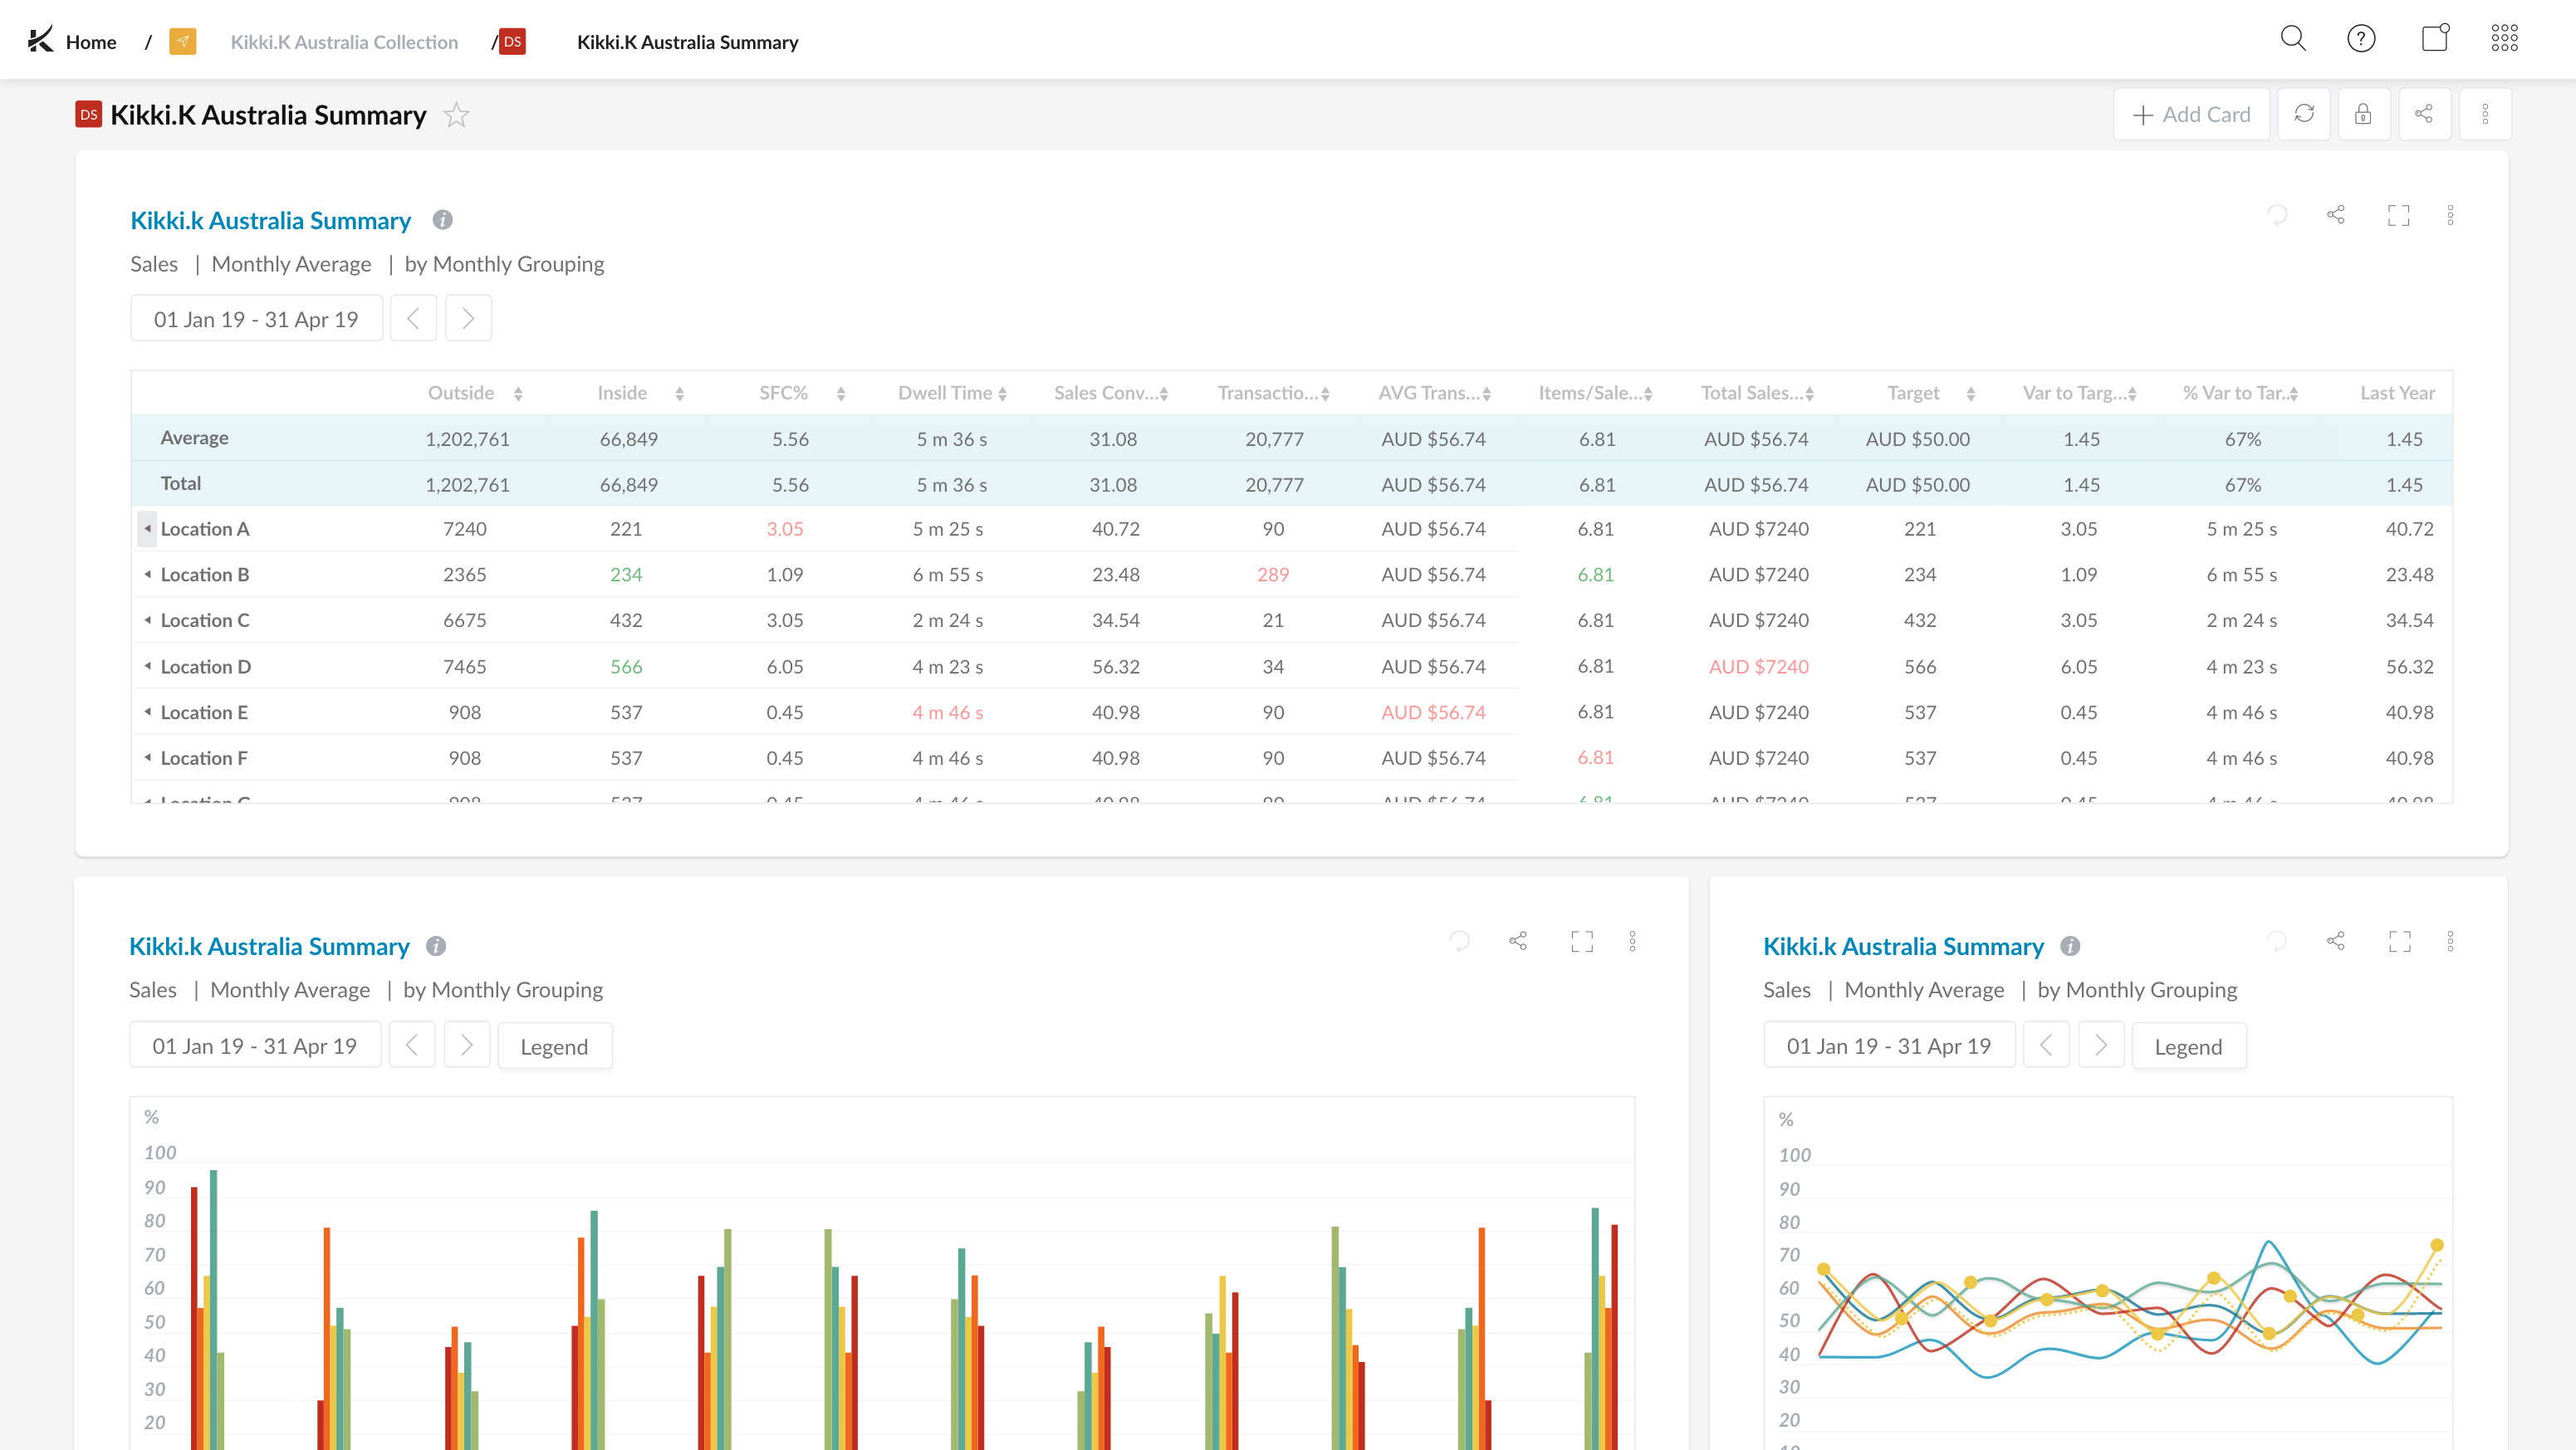 Home / Kikki.K Australia Collection / DS Kikki.K Australia Summary
DS Kikki.K Australia Summary
Add Card
Kikki.k Australia Summary i
Sales | Monthly Average | by Monthly Grouping
01 Jan 19 - 31 Apr 19
Outside Inside SFC% Dwell Time Sales Conv... Transactio... AVG Trans... Items/Sale... Total Sales... Target Var to Targ... % Var to Tar.. Last Year
Average 1,202,761 66,849 5.56 5 m 36 s 31.08 20,777 AUD $56.74 6.81 AUD $56.74 AUD $50.00 1.45 67% 1.45
Total 1,202,761 66,849 5.56 5 m 36 s 31.08 20,777 AUD $56.74 6.81 AUD $56.74 AUD $50.00 1.45 67% 1.45
Location A 7240 221 3.05 5 m 25 s 40.72 90 AUD $56.74 6.81 AUD $7240 221 3.05 5 m 25 s 40.72
Location B 2365 234 1.09 6 m 55 s 23.48 289 AUD $56.74 6.81 AUD $7240 234 1.09 6 m 55 s 23.48
Location C 6675 432 3.05 2 m 24 s 34.54 21 AUD $56.74 6.81 AUD $7240 432 3.05 2 m 24 s 34.54
Location D 7465 566 6.05 4 m 23 s 56.32 34 AUD $56.74 6.81 AUD $7240 566 6.05 4 m 23 s 56.32
Location E 908 537 0.45 4 m 46 s 40.98 90 AUD $56.74 6.81 AUD $7240 537 0.45 4 m 46 s 40.98
Location F 908 537 0.45 4 m 46 s 40.98 90 AUD $56.74 6.81 AUD $7240 537 0.45 4 m 46 s 40.98
Kikki.k Australia Summary i
Sales | Monthly Average | by Monthly Grouping
01 Jan 19 - 31 Apr 19 Legend
%
100
90
80
70
60
50
40
30
20
Kikki.k Australia Summary i
Sales | Monthly Average | by Monthly Grouping
01 Jan 19 - 31 Apr 19 Legend
%
100
90
80
70
60
50
40
30
20